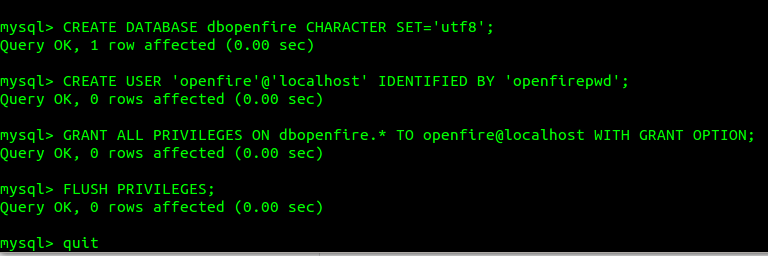 mysql> CREATE DATABASE dbopenfire CHARACTER SET='utf8';
Query OK, 1 row affected (0.00 sec)
mysql> CREATE USER 'openfire'@'localhost' IDENTIFIED BY 'openfirepwd';
Query OK, 0 rows affected (0.00 sec)
mysql> GRANT ALL PRIVILEGES ON dbopenfire.* TO openfire@localhost WITH GRANT OPTION;
Query OK, 0 rows affected (0.00 sec)
mysql> FLUSH PRIVILEGES;
Query OK, 0 rows affected (0.00 sec)
mysql> quit